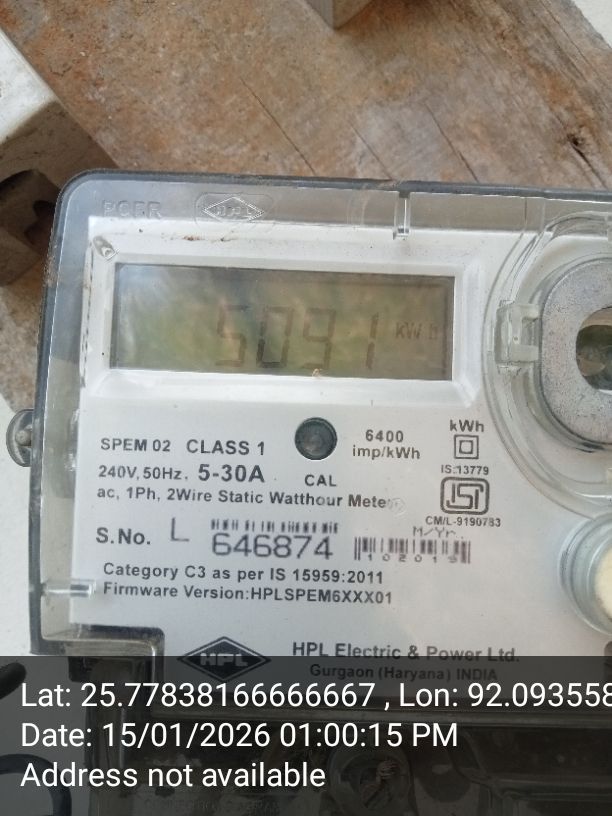 HPL
5091 kWh
SPEM 02 CLASS 1
6400
imp/kWh
kWh
240V, 50Hz, 5-30A
CAL
IS:13779
ac, 1Ph, 2Wire Static Watthour Meter
ISI
CM/L-9190783
M/Yr.
S.No. L 646874
102019
Category C3 as per IS 15959:2011
Firmware Version:HPLSPEM6XXX01
HPL
HPL Electric & Power Ltd.
Gurgaon (Haryana) INDIA
Lat: 25.77838166666667 , Lon: 92.093558
Date: 15/01/2026 01:00:15 PM
Address not available